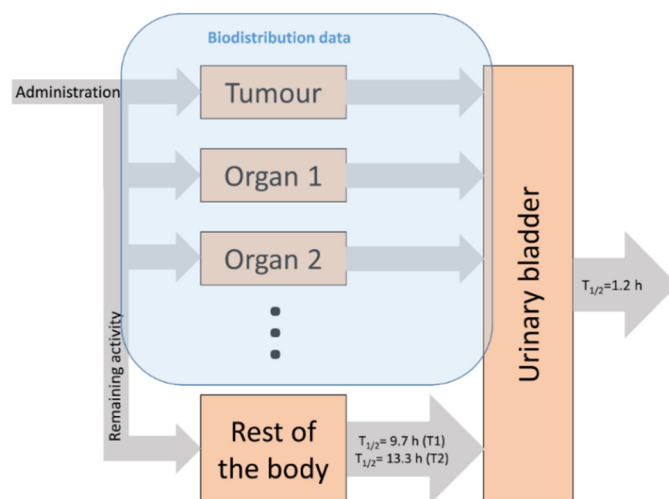 Biodistribution data
Administration
Tumour
Organ 1
Organ 2
Remaining activity
Rest of
the body
T1/2= 9.7 h (T1)
T1/2= 13.3 h (T2)
Urinary bladder
T1/2=1.2 h